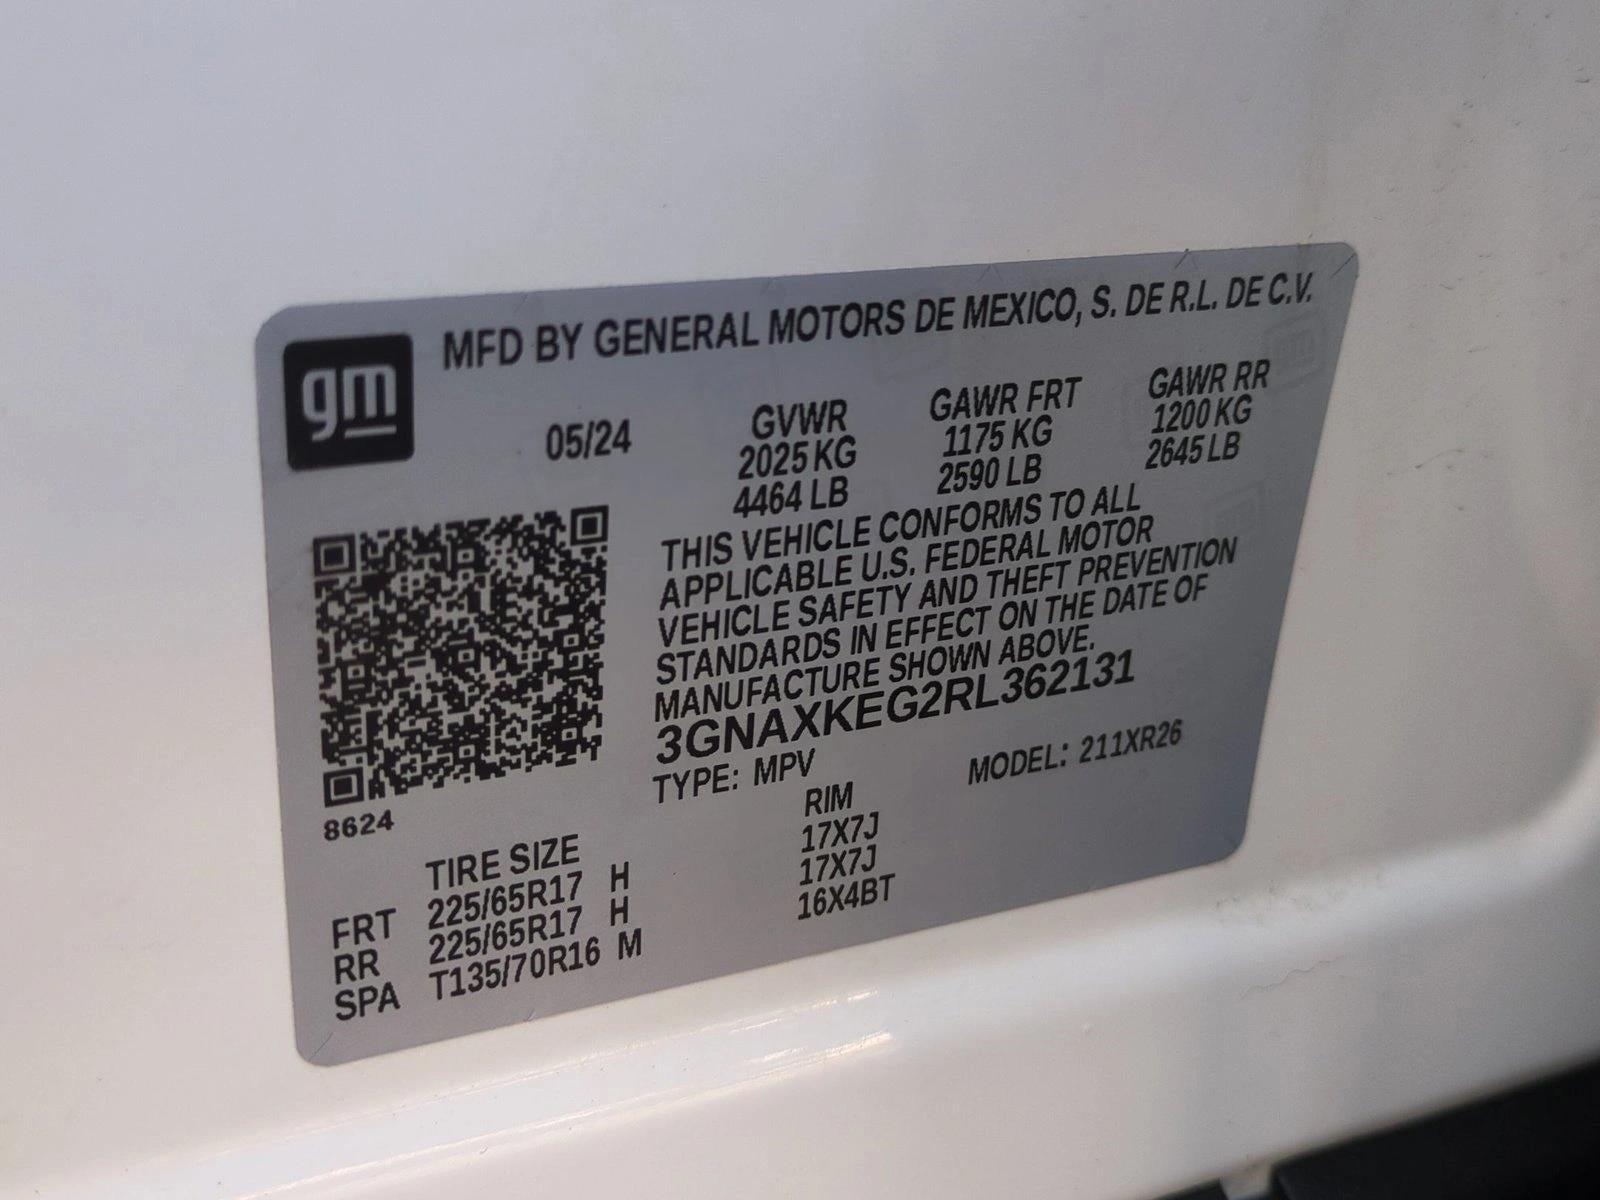 gm
MFD BY GENERAL MOTORS DE MEXICO, S. DE R.L. DE C.V.
05/24 GVWR GAWR FRT GAWR RR
2025 KG 1175 KG 1200 KG
4464 LB 2590 LB 2645 LB
THIS VEHICLE CONFORMS TO ALL
APPLICABLE U.S. FEDERAL MOTOR
VEHICLE SAFETY AND THEFT PREVENTION
STANDARDS IN EFFECT ON THE DATE OF
MANUFACTURE SHOWN ABOVE.
3GNAXKEG2RL362131
TYPE: MPV MODEL: 211XR26
8624
TIRE SIZE RIM
FRT 225/65R17 H 17X7J
RR 225/65R17 H 17X7J
SPA T135/70R16 M 16X4BT